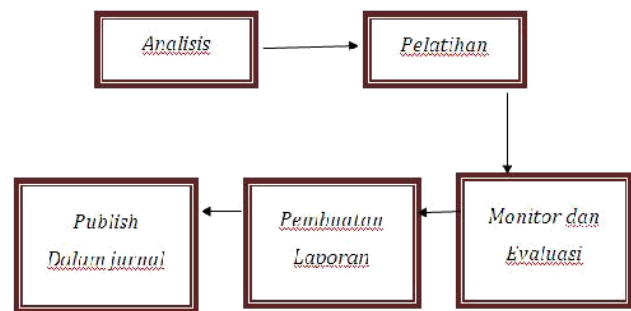 Analisis
Pelatihan
Monitor dan
Evaluasi
Pembuatan
Laporan
Publish
Dalam jurnal